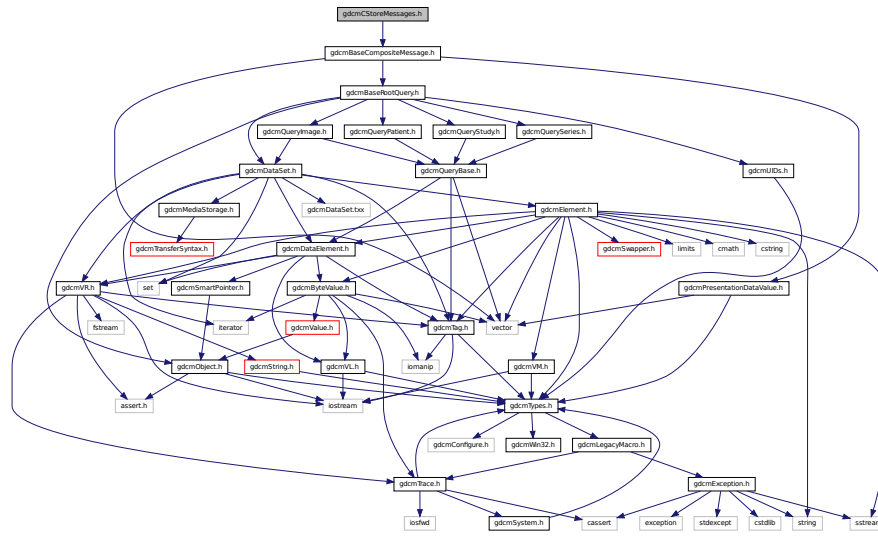 gdcmCStoreMessages.h
gdcmBaseCompositeMessage.h
gdcmBaseRootQuery.h
gdcmQueryImage.h
gdcmQueryPatient.h
gdcmQueryStudy.h
gdcmQuerySeries.h
gdcmDataSet.h
gdcmQueryBase.h
gdcmUIDs.h
gdcmMediaStorage.h
gdcmDataSet.txx
gdcmElement.h
gdcmTransferSyntax.h
gdcmDataElement.h
gdcmSwapper.h
limits
cmath
cstring
gdcmVR.h
set
gdcmSmartPointer.h
gdcmByteValue.h
gdcmPresentationDataValue.h
fstream
iterator
gdcmValue.h
gdcmTag.h
vector
gdcmObject.h
gdcmString.h
gdcmVL.h
iomanip
gdcmVM.h
assert.h
iostream
gdcmTypes.h
gdcmConfigure.h
gdcmWin32.h
gdcmLegacyMacro.h
gdcmTrace.h
gdcmException.h
iosfwd
gdcmSystem.h
cassert
exception
stdexcept
cstdlib
string
sstream